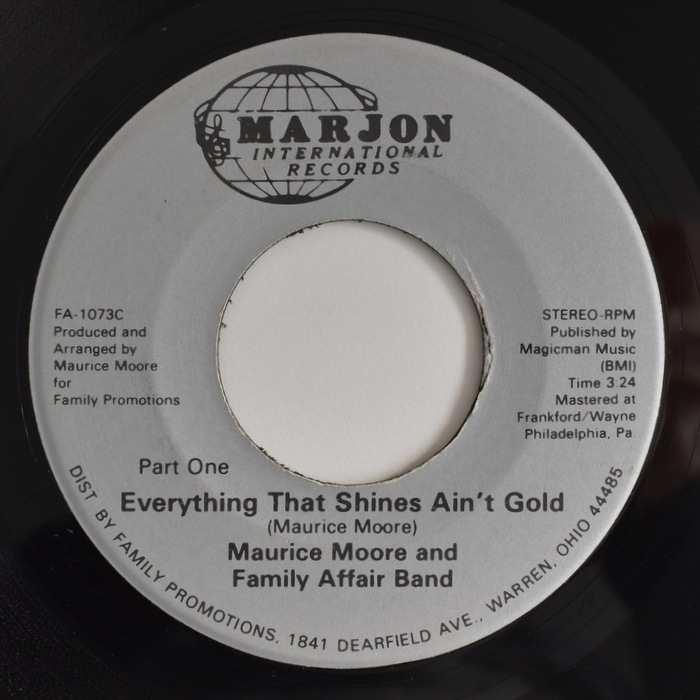 MARJON
INTERNATIONAL
RECORDS
FA-1073C
Produced and
Arranged by
Maurice Moore
for
Family Promotions
STEREO-RPM
Published by
Magicman Music
(BMI)
Time 3:24
Mastered at
Frankford/Wayne
Philadelphia, Pa.
Part One
Everything That Shines Ain't Gold
(Maurice Moore)
Maurice Moore and
Family Affair Band
DIST BY FAMILY PROMOTIONS, 1841 DEARFIELD AVE., WARREN, OHIO 44485